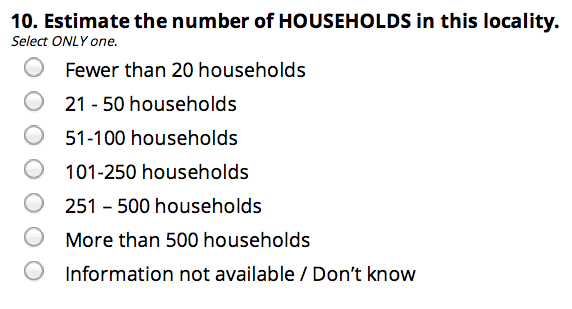 10. Estimate the number of HOUSEHOLDS in this locality.
Select ONLY one.
Fewer than 20 households
21 - 50 households
51-100 households
101-250 households
251 – 500 households
More than 500 households
Information not available / Don’t know